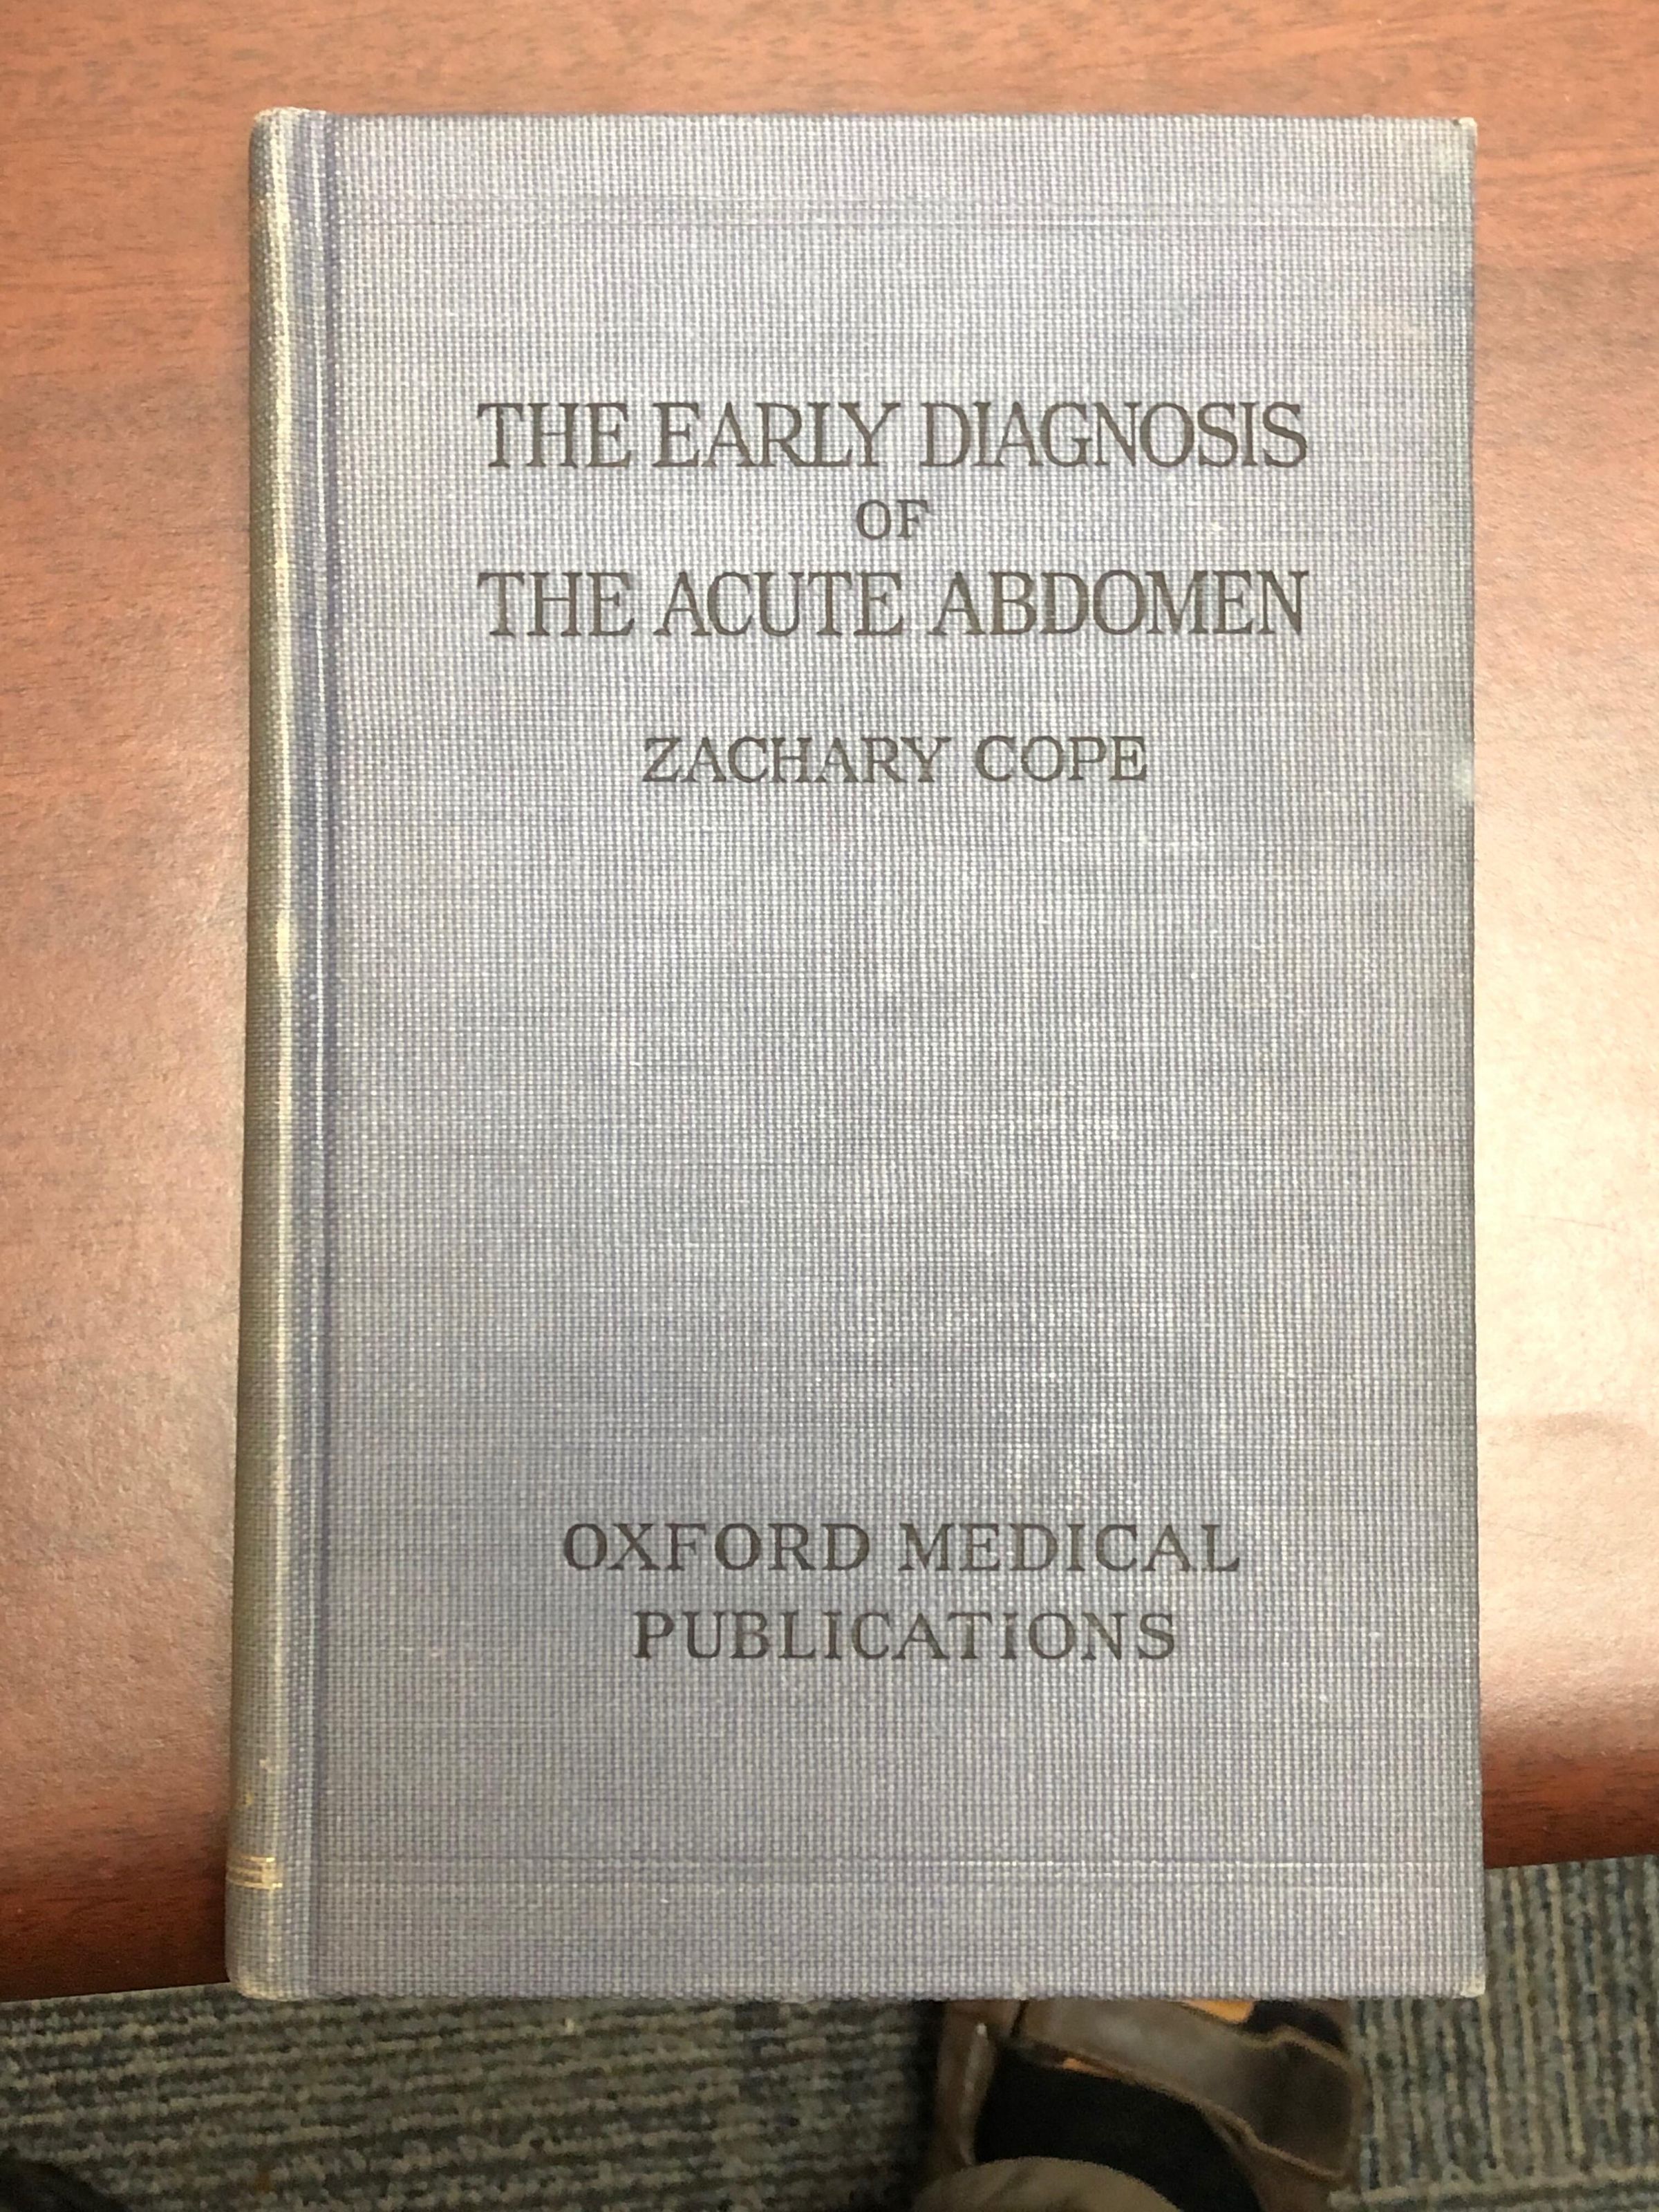 THE EARLY DIAGNOSIS
OF
THE ACUTE ABDOMEN
ZACHARY COPE
OXFORD MEDICAL
PUBLICATIONS